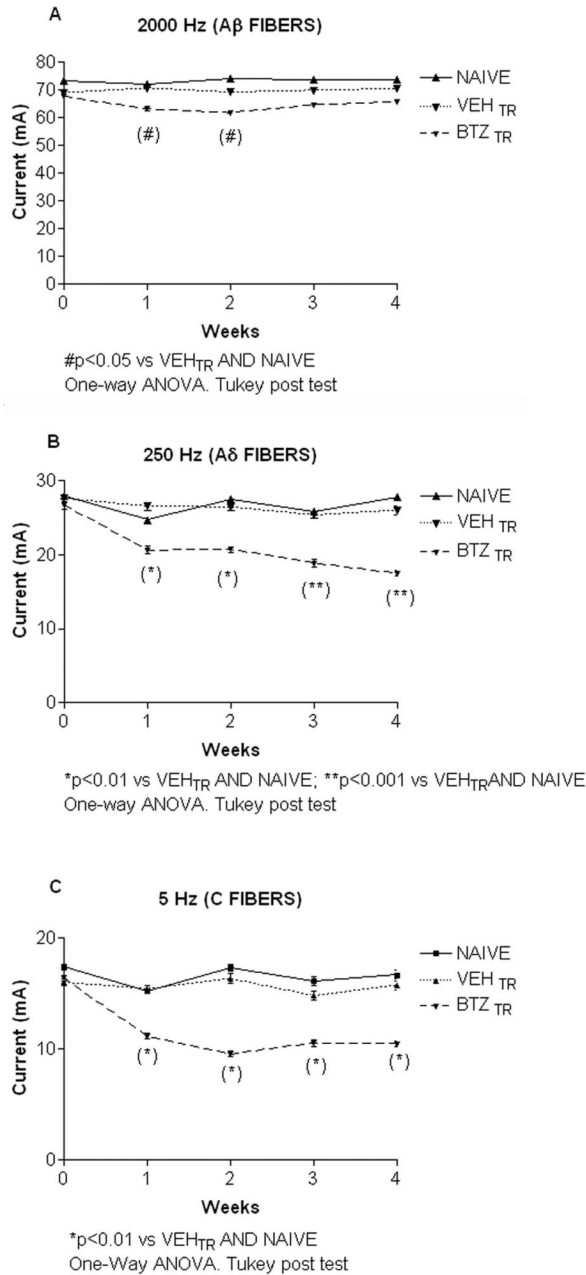 A
2000 Hz (Aβ FIBERS)
80
70
60
50
40
30
20
10
0
Current (mA)
0 1 2 3 4
Weeks
NAIVE
VEH TR
BTZ TR
(#) (#)
#p<0.05 vs VEHTR AND NAIVE
One-way ANOVA. Tukey post test
B
250 Hz (Aδ FIBERS)
30
20
10
0
Current (mA)
0 1 2 3 4
Weeks
NAIVE
VEH TR
BTZ TR
(*) (*) (**) (**)
*p<0.01 vs VEHTR AND NAIVE; **p<0.001 vs VEHTRAND NAIVE
One-way ANOVA. Tukey post test
C
5 Hz (C FIBERS)
20
10
0
Current (mA)
0 1 2 3 4
Weeks
NAIVE
VEH TR
BTZ TR
(*) (*) (*) (*)
*p<0.01 vs VEHTR AND NAIVE
One-Way ANOVA. Tukey post test